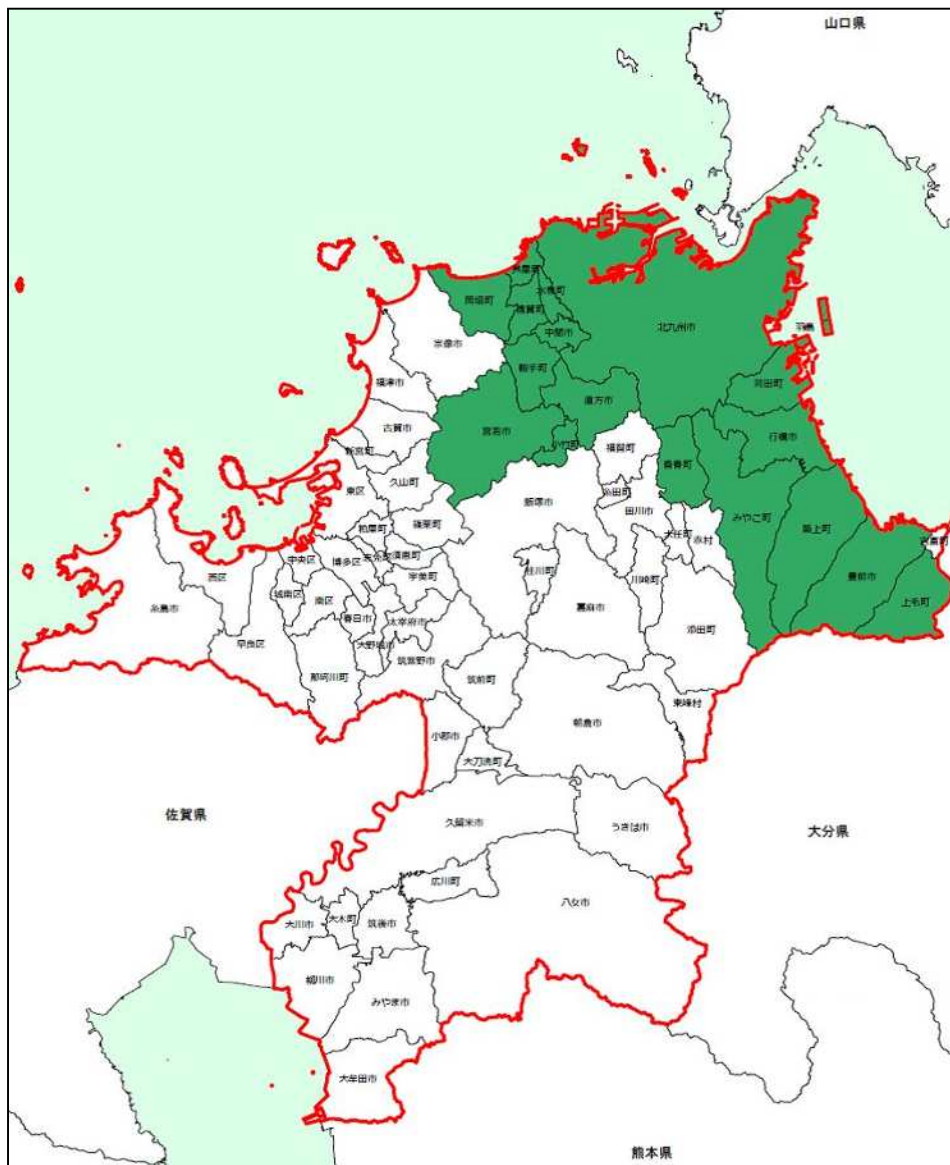 山口県
芦屋町
水巻町
岡垣町
遠賀町
北九州市
羽島
中間市
宗像市
鞍手町
苅田町
福津市
直方市
古賀市
宮若市
小竹町
行橋市
新宮町
福智町
香春町
久山町
東区
糸田町
飯塚市
田川市
みやこ町
篠栗町
築上町
粕屋町
大任町
赤村
吉富町
志免町
須恵町
中央区
博多区
西区
宇美町
桂川町
川崎町
豊前市
城南区
南区
上毛町
糸島市
春日市
太宰府市
嘉麻市
添田町
早良区
大野城市
筑紫野市
那珂川町
筑前町
東峰村
小郡市
朝倉市
大刀洗町
佐賀県
久留米市
うきは市
大分県
広川町
八女市
大川市
大木町
筑後市
柳川市
みやま市
大牟田市
熊本県